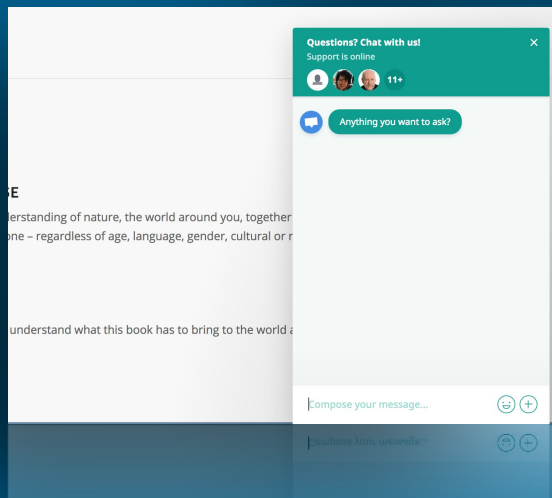 Questions? Chat with us!
Support is online
11+
Anything you want to ask?
SE
lerstanding of nature, the world around you, together
one – regardless of age, language, gender, cultural or r
understand what this book has to bring to the world a
Compose your message...